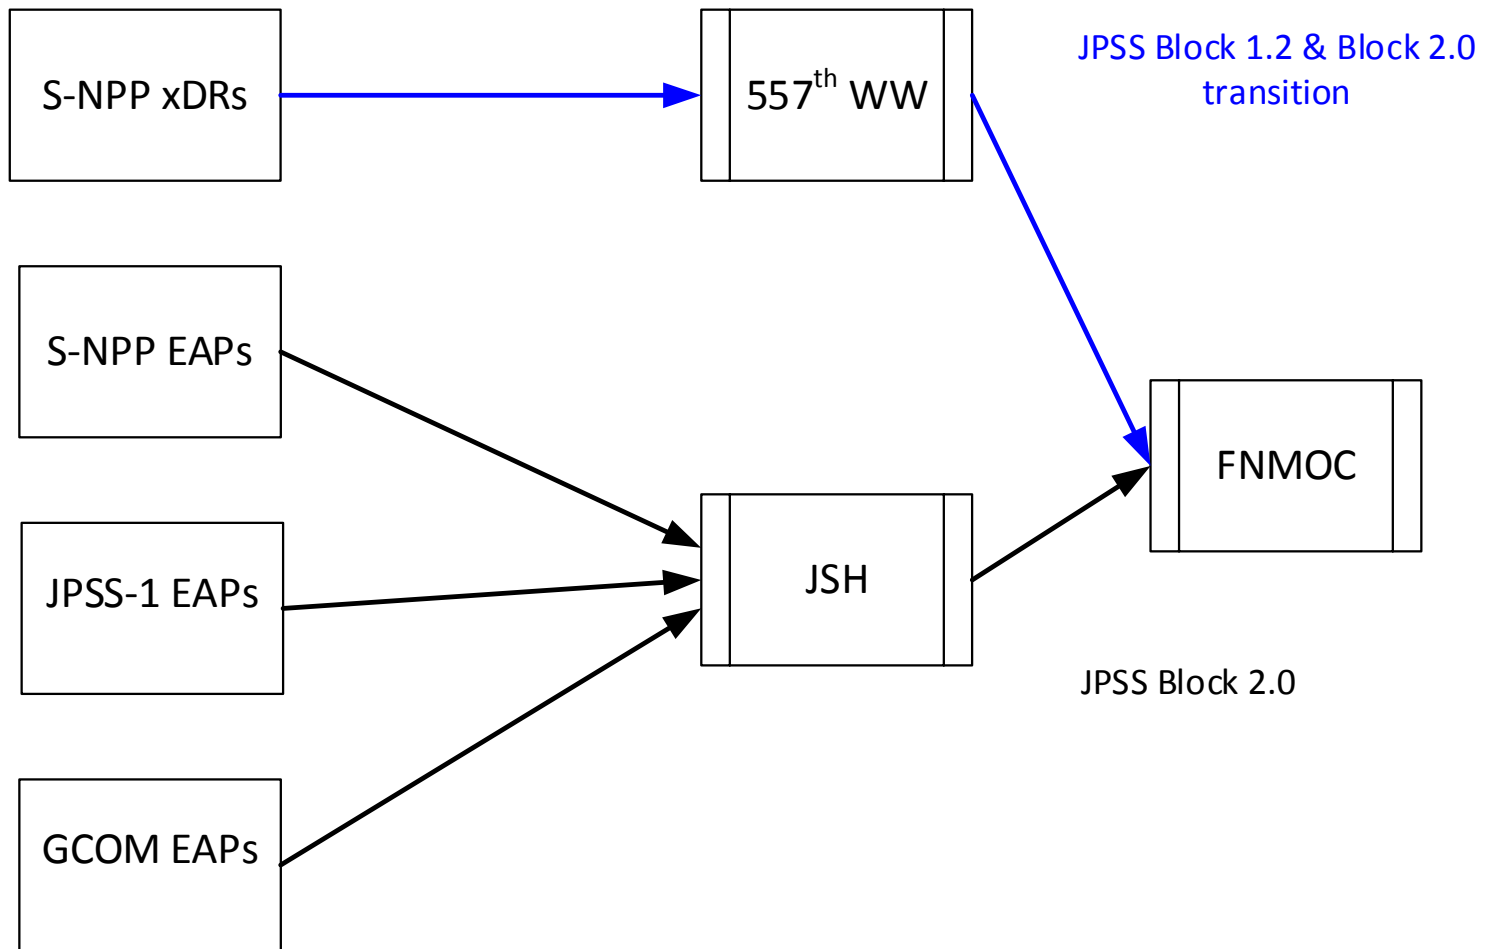 S-NPP xDRs
557th WW
JPSS Block 1.2 & Block 2.0
transition
S-NPP EAPs
FNMOC
JPSS-1 EAPs
JSH
JPSS Block 2.0
GCOM EAPs